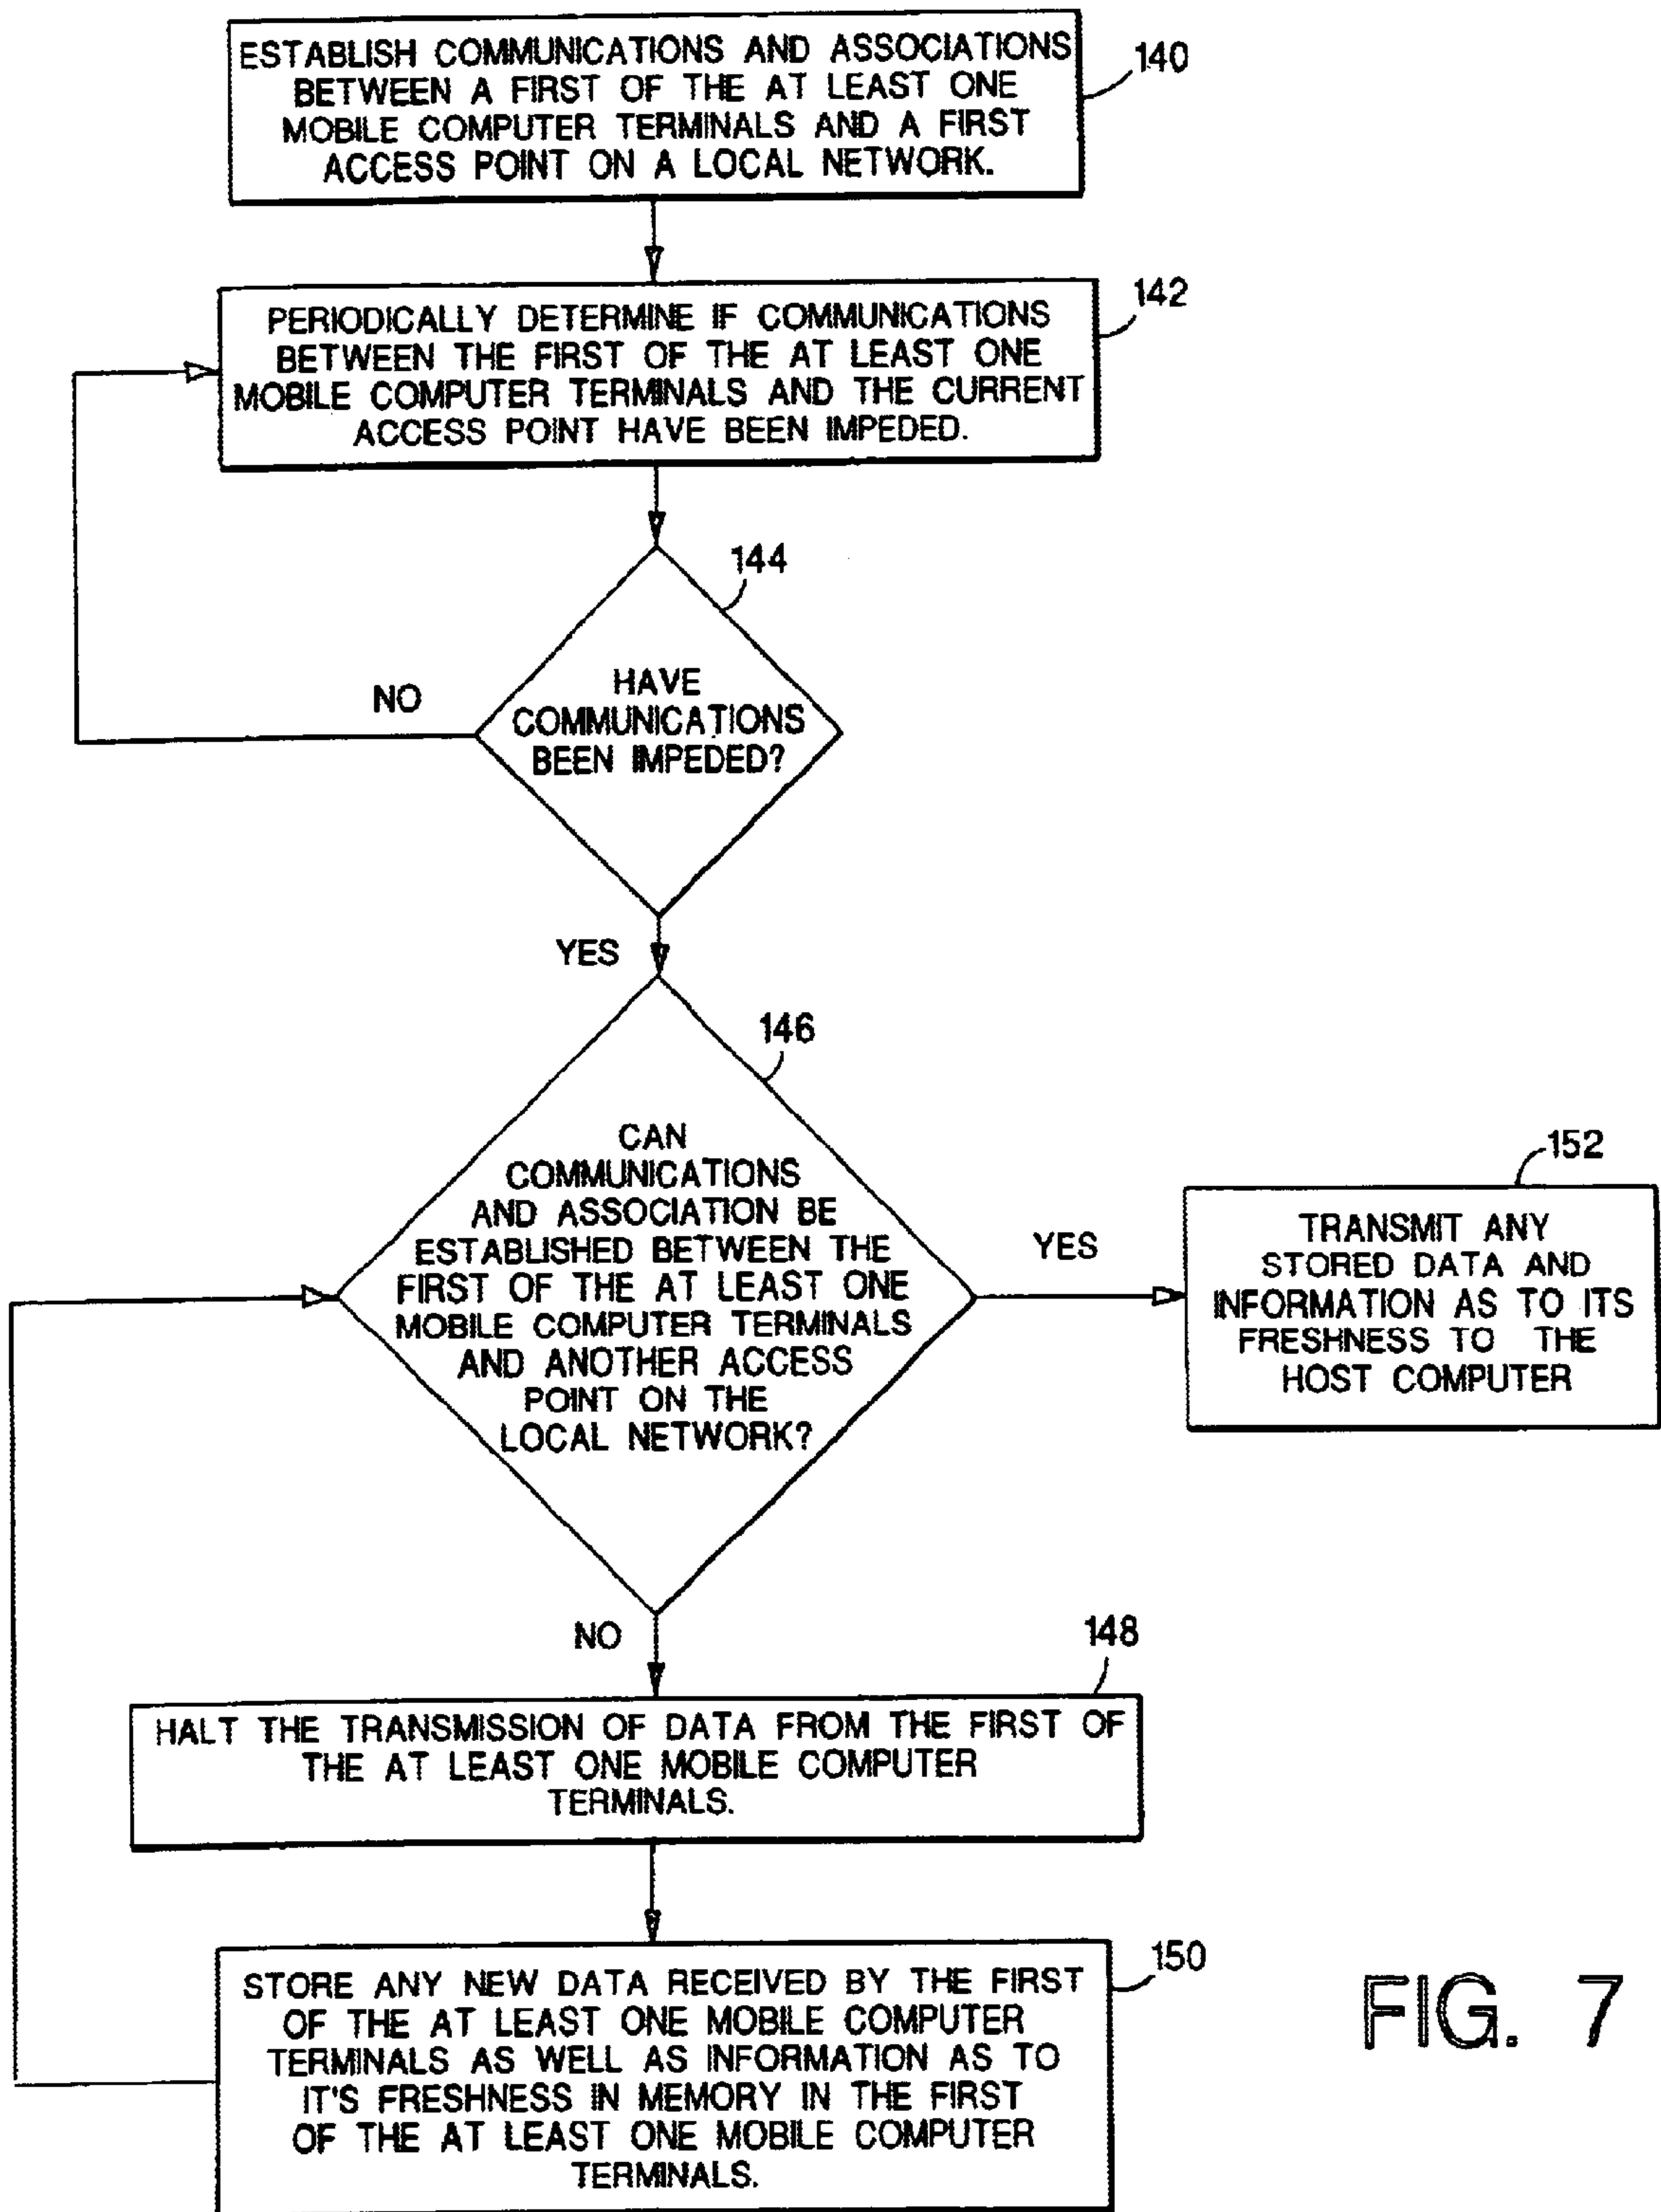 ESTABLISH COMMUNICATIONS AND ASSOCIATIONS
BETWEEN A FIRST OF THE AT LEAST ONE
MOBILE COMPUTER TERMINALS AND A FIRST
ACCESS POINT ON A LOCAL NETWORK.
140
PERIODICALLY DETERMINE IF COMMUNICATIONS
BETWEEN THE FIRST OF THE AT LEAST ONE
MOBILE COMPUTER TERMINALS AND THE CURRENT
ACCESS POINT HAVE BEEN IMPEDED.
142
144
HAVE
COMMUNICATIONS
BEEN IMPEDED?
NO
YES
146
CAN
COMMUNICATIONS
AND ASSOCIATION BE
ESTABLISHED BETWEEN THE
FIRST OF THE AT LEAST ONE
MOBILE COMPUTER TERMINALS
AND ANOTHER ACCESS
POINT ON THE
LOCAL NETWORK?
YES
152
TRANSMIT ANY
STORED DATA AND
INFORMATION AS TO ITS
FRESHNESS TO THE
HOST COMPUTER
NO
148
HALT THE TRANSMISSION OF DATA FROM THE FIRST OF
THE AT LEAST ONE MOBILE COMPUTER
TERMINALS.
150
STORE ANY NEW DATA RECEIVED BY THE FIRST
OF THE AT LEAST ONE MOBILE COMPUTER
TERMINALS AS WELL AS INFORMATION AS TO
IT'S FRESHNESS IN MEMORY IN THE FIRST
OF THE AT LEAST ONE MOBILE COMPUTER
TERMINALS.
FIG. 7